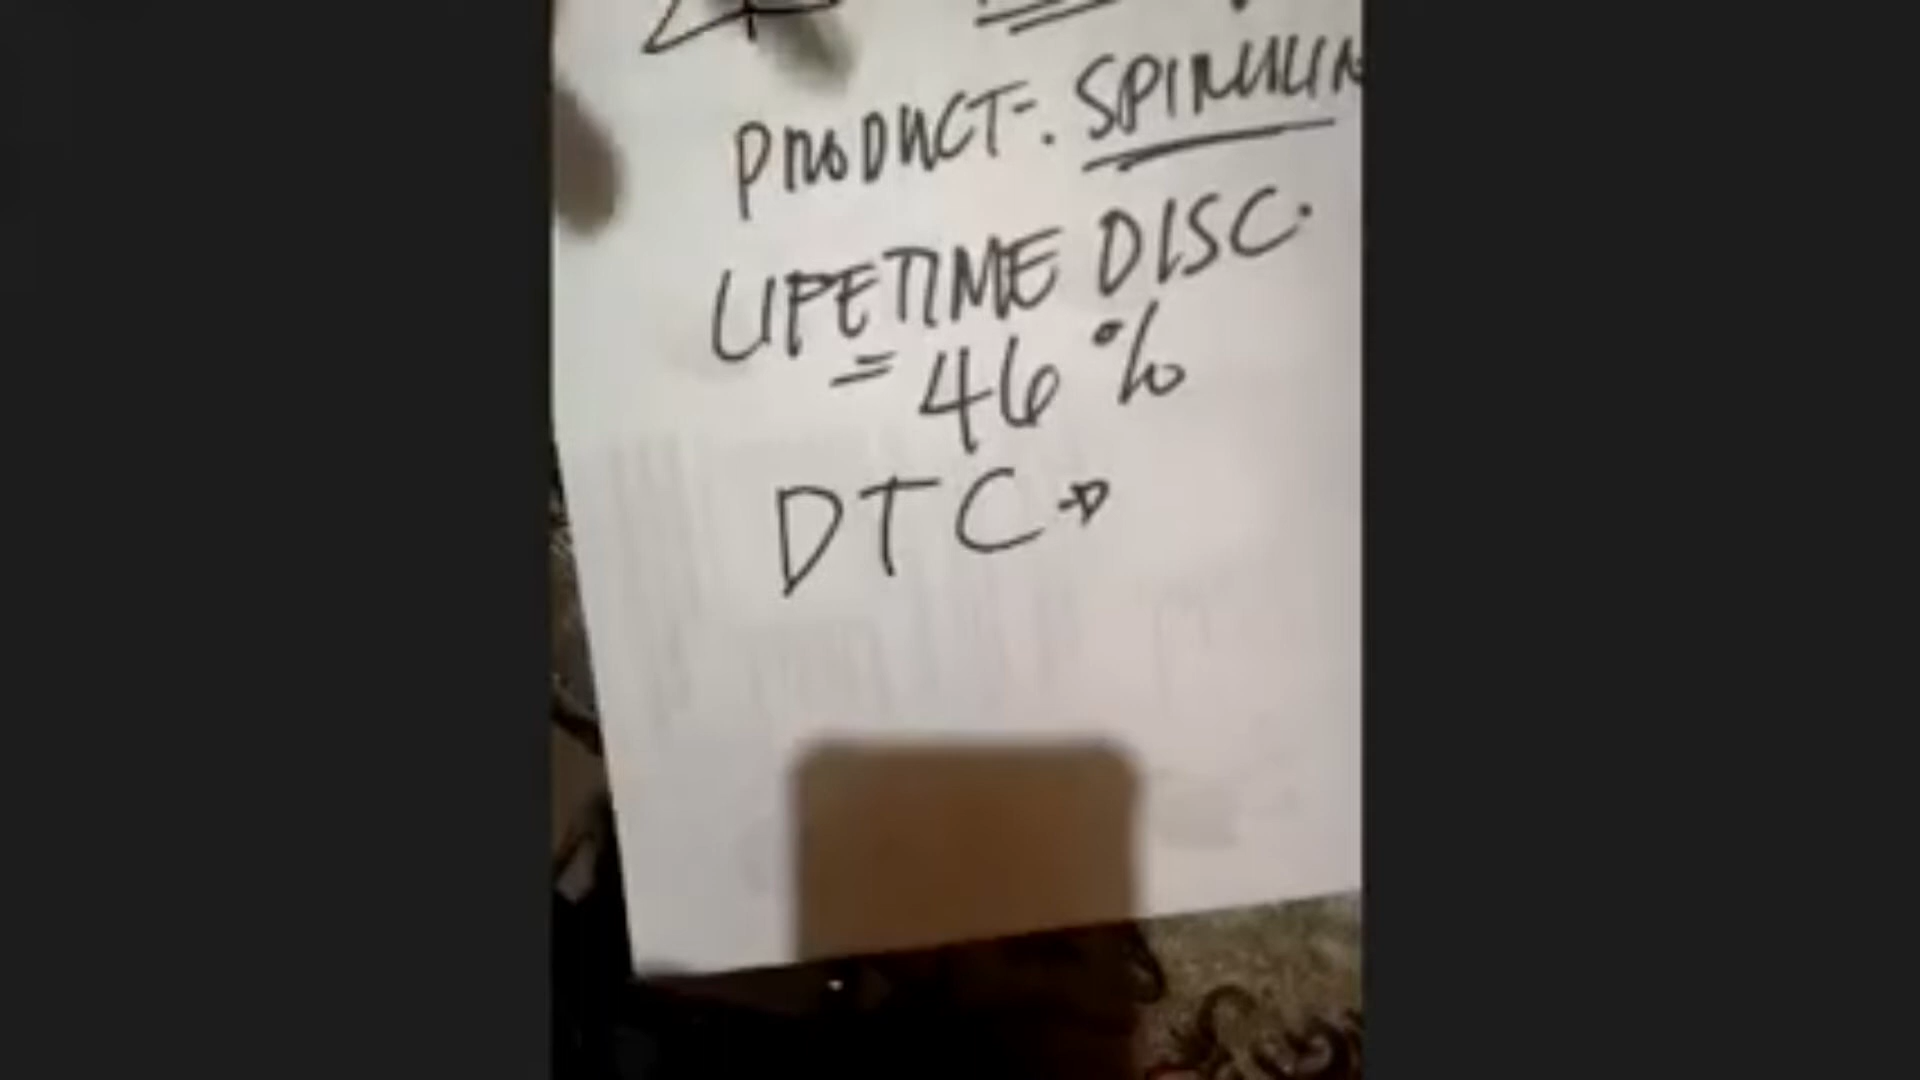 PRODUCT-. SPIRULIN
LIFETIME DISC.
= 46%
DTC→